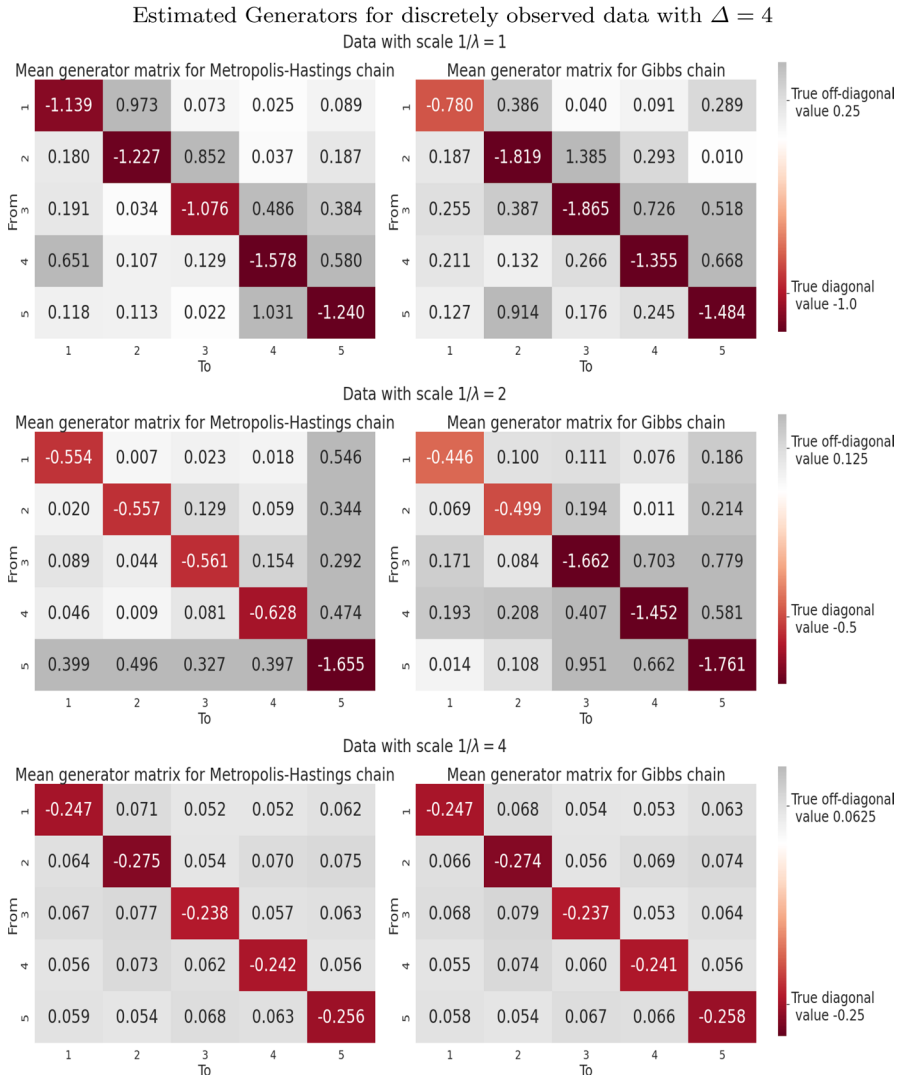 Estimated Generators for discretely observed data with Δ = 4
Data with scale 1/λ = 1
Mean generator matrix for Metropolis-Hastings chain
1 -1.139 0.973 0.073 0.025 0.089
2 0.180 -1.227 0.852 0.037 0.187
3 0.191 0.034 -1.076 0.486 0.384
4 0.651 0.107 0.129 -1.578 0.580
5 0.118 0.113 0.022 1.031 -1.240
From
1 2 3 4 5
To
Mean generator matrix for Gibbs chain
1 -0.780 0.386 0.040 0.091 0.289
2 0.187 -1.819 1.385 0.293 0.010
3 0.255 0.387 -1.865 0.726 0.518
4 0.211 0.132 0.266 -1.355 0.668
5 0.127 0.914 0.176 0.245 -1.484
From
1 2 3 4 5
To
True off-diagonal
value 0.25
True diagonal
value -1.0
Data with scale 1/λ = 2
Mean generator matrix for Metropolis-Hastings chain
1 -0.554 0.007 0.023 0.018 0.546
2 0.020 -0.557 0.129 0.059 0.344
3 0.089 0.044 -0.561 0.154 0.292
4 0.046 0.009 0.081 -0.628 0.474
5 0.399 0.496 0.327 0.397 -1.655
From
1 2 3 4 5
To
Mean generator matrix for Gibbs chain
1 -0.446 0.100 0.111 0.076 0.186
2 0.069 -0.499 0.194 0.011 0.214
3 0.171 0.084 -1.662 0.703 0.779
4 0.193 0.208 0.407 -1.452 0.581
5 0.014 0.108 0.951 0.662 -1.761
From
1 2 3 4 5
To
True off-diagonal
value 0.125
True diagonal
value -0.5
Data with scale 1/λ = 4
Mean generator matrix for Metropolis-Hastings chain
1 -0.247 0.071 0.052 0.052 0.062
2 0.064 -0.275 0.054 0.070 0.075
3 0.067 0.077 -0.238 0.057 0.063
4 0.056 0.073 0.062 -0.242 0.056
5 0.059 0.054 0.068 0.063 -0.256
From
1 2 3 4 5
To
Mean generator matrix for Gibbs chain
1 -0.247 0.068 0.054 0.053 0.063
2 0.066 -0.274 0.056 0.069 0.074
3 0.068 0.079 -0.237 0.053 0.064
4 0.055 0.074 0.060 -0.241 0.056
5 0.058 0.054 0.067 0.066 -0.258
From
1 2 3 4 5
To
True off-diagonal
value 0.0625
True diagonal
value -0.25